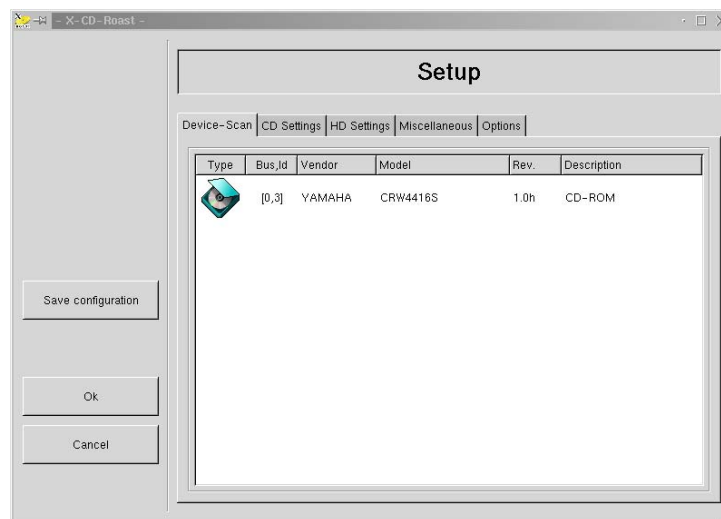 - X-CD-Roast -
Setup
Device-Scan CD Settings HD Settings Miscellaneous Options
Type Bus,Id Vendor Model Rev. Description
[0,3] YAMAHA CRW4416S 1.0h CD-ROM
Save configuration
Ok
Cancel